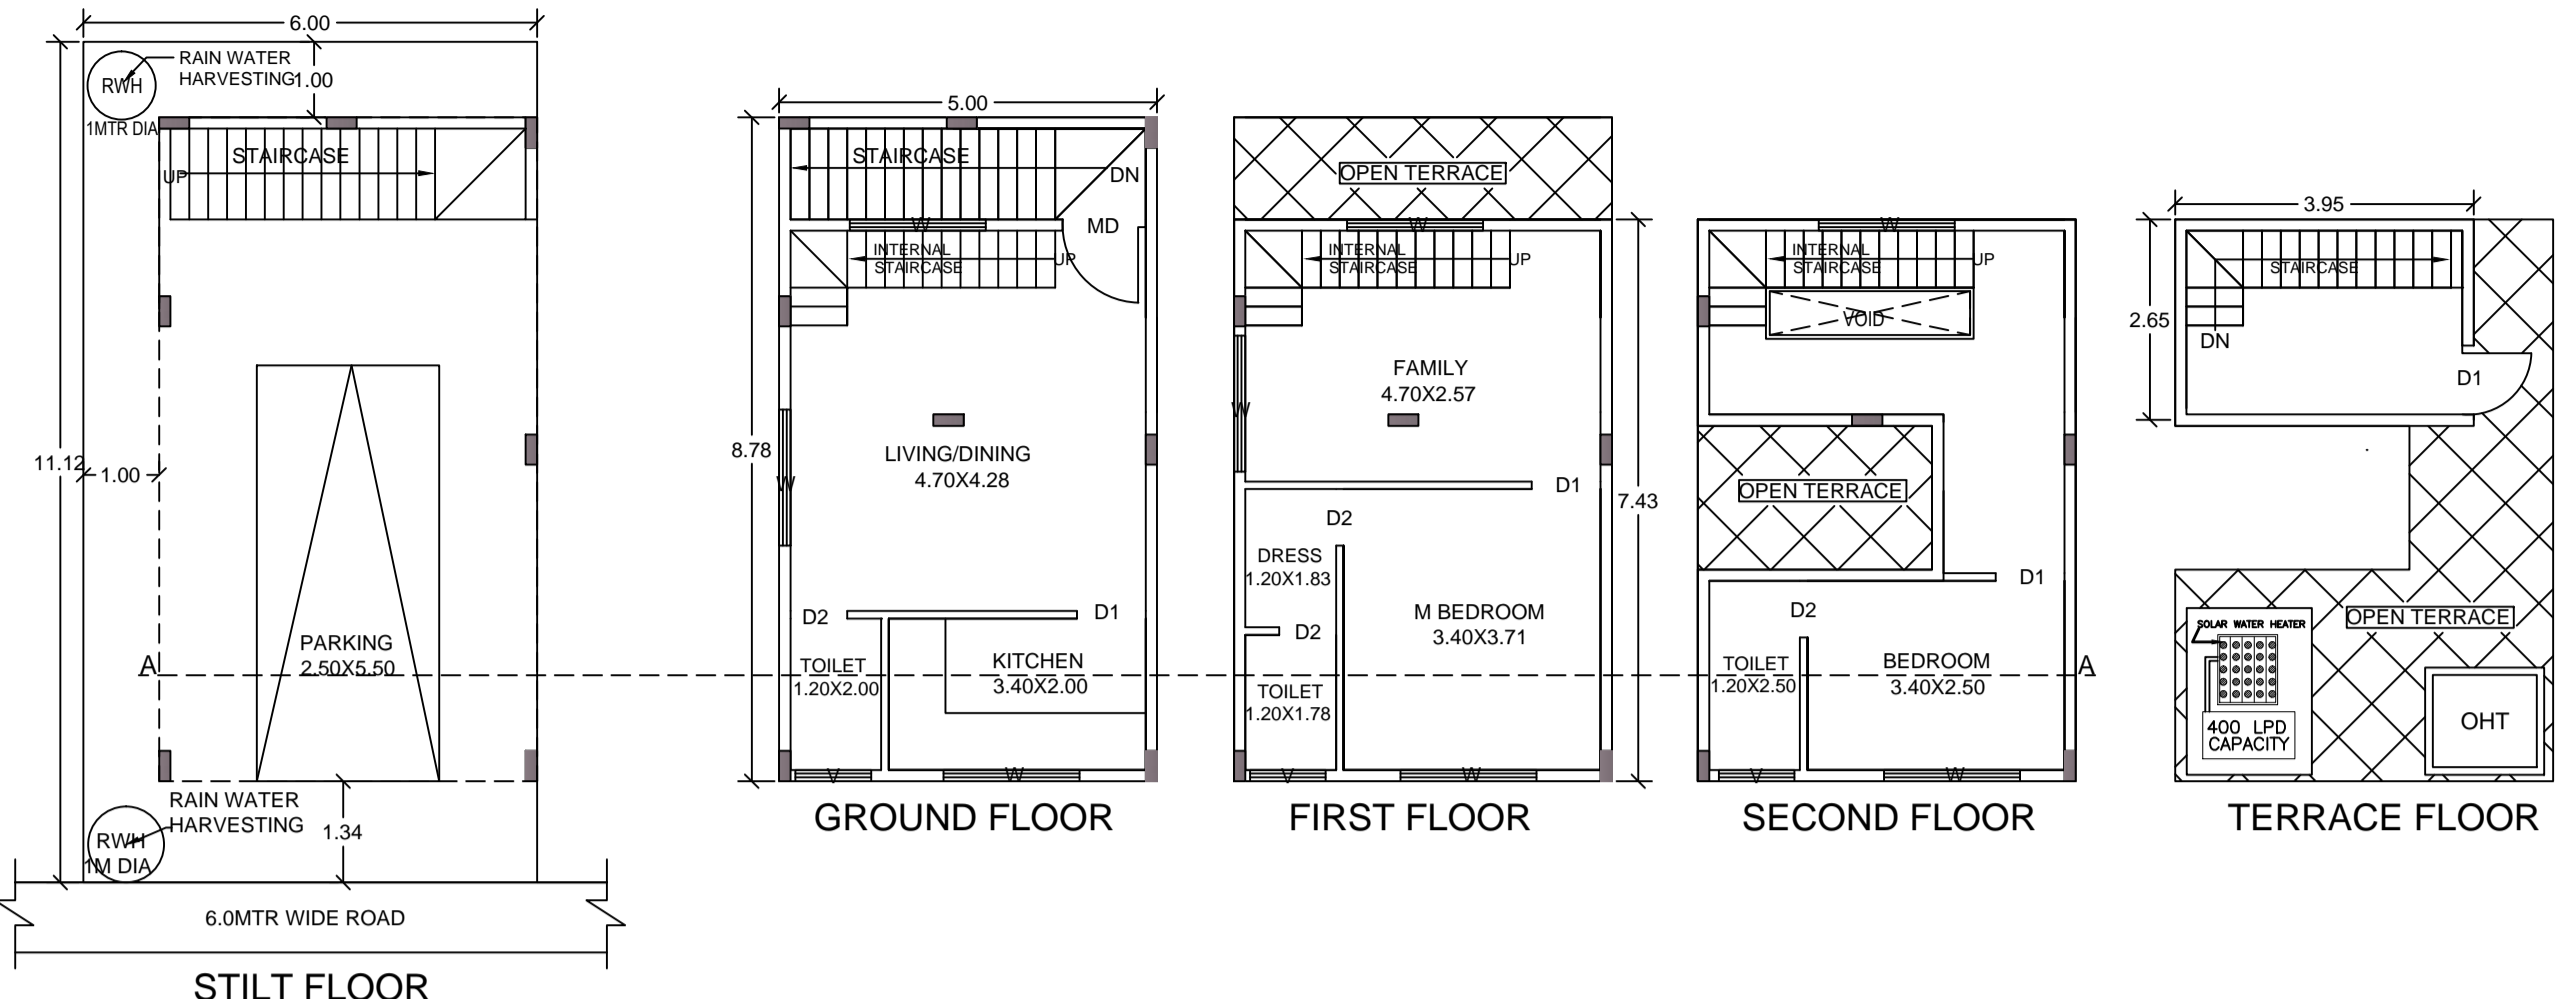 6.00
RAIN WATER
HARVESTING
1.00
RWH
1MTR DIA
STAIRCASE
UP
11.12
1.00
PARKING
2.50X5.50
A
RAIN WATER
HARVESTING
1.34
RWH
1M DIA
6.0MTR WIDE ROAD
STILT FLOOR
5.00
STAIRCASE
DN
MD
W
INTERNAL
STAIRCASE
UP
8.78
W
LIVING/DINING
4.70X4.28
D2
D1
TOILET
1.20X2.00
KITCHEN
3.40X2.00
V
W
GROUND FLOOR
OPEN TERRACE
W
INTERNAL
STAIRCASE
UP
FAMILY
4.70X2.57
W
D1
7.43
D2
DRESS
1.20X1.83
D2
M BEDROOM
3.40X3.71
TOILET
1.20X1.78
V
W
FIRST FLOOR
W
INTERNAL
STAIRCASE
UP
VOID
OPEN TERRACE
D1
D2
TOILET
1.20X2.50
BEDROOM
3.40X2.50
A
V
W
SECOND FLOOR
3.95
STAIRCASE
2.65
DN
D1
OPEN TERRACE
SOLAR WATER HEATER
400 LPD
CAPACITY
OHT
TERRACE FLOOR